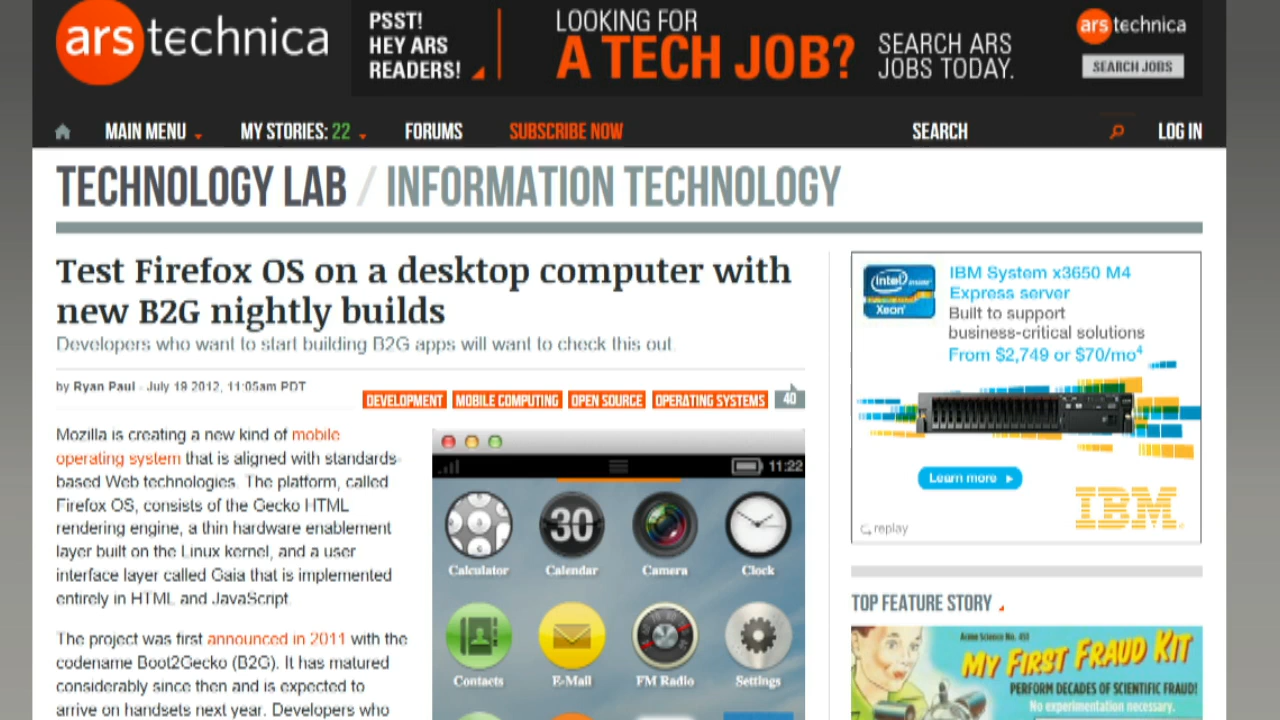 ars technica
PSST!
HEY ARS
READERS!
LOOKING FOR
A TECH JOB?
SEARCH ARS
JOBS TODAY.
ars technica
SEARCH JOBS
MAIN MENU
MY STORIES: 22
FORUMS
SUBSCRIBE NOW
SEARCH
LOG IN
TECHNOLOGY LAB / INFORMATION TECHNOLOGY
Test Firefox OS on a desktop computer with
new B2G nightly builds
Developers who want to start building B2G apps will want to check this out.
by Ryan Paul - July 19 2012, 11:05am PDT
DEVELOPMENT
MOBILE COMPUTING
OPEN SOURCE
OPERATING SYSTEMS
40
Mozilla is creating a new kind of mobile
operating system that is aligned with standards-
based Web technologies. The platform, called
Firefox OS, consists of the Gecko HTML
rendering engine, a thin hardware enablement
layer built on the Linux kernel, and a user
interface layer called Gaia that is implemented
entirely in HTML and JavaScript.
The project was first announced in 2011 with the
codename Boot2Gecko (B2G). It has matured
considerably since then and is expected to
arrive on handsets next year. Developers who
11:22
30
Calculator
Calendar
Camera
Clock
Contacts
E-Mail
FM Radio
Settings
intel inside
Xeon
IBM System x3650 M4
Express server
Built to support
business-critical solutions
From $2,749 or $70/mo4
Learn more
IBM
replay
TOP FEATURE STORY
Acme Science No. 451
MY FIRST FRAUD KIT
PERFORM DECADES OF SCIENTIFIC FRAUD!
No experimentation necessary.